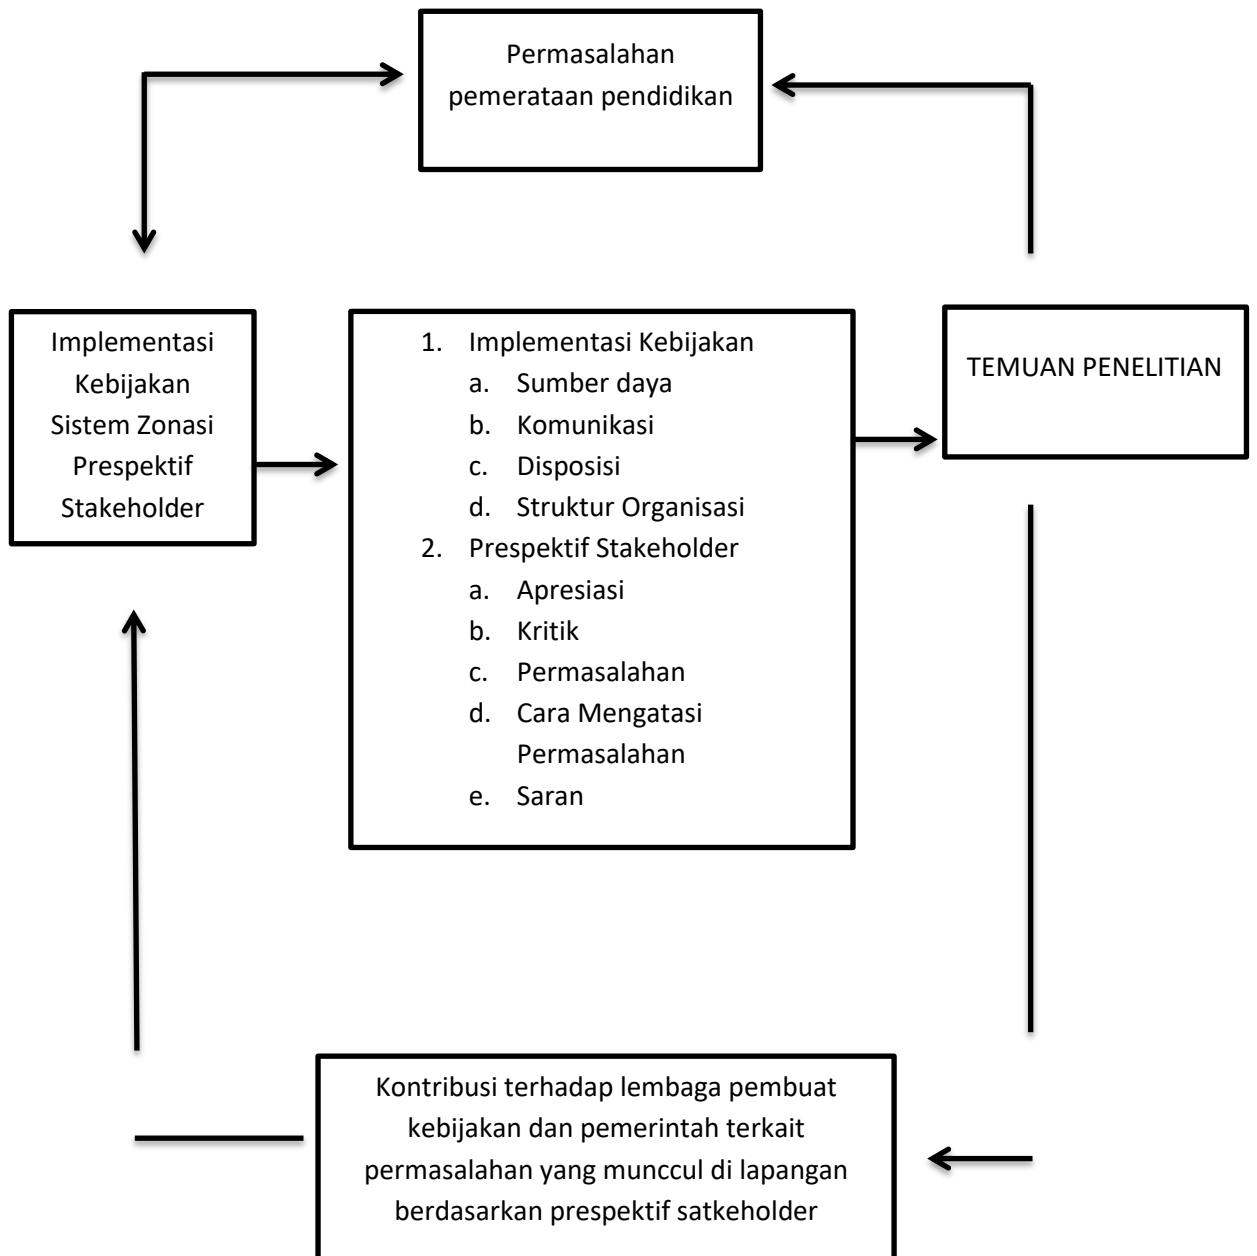 Permasalahan
pemerataan pendidikan
Implementasi
Kebijakan
Sistem Zonasi
Prespektif
Stakeholder
1. Implementasi Kebijakan
a. Sumber daya
b. Komunikasi
c. Disposisi
d. Struktur Organisasi
2. Prespektif Stakeholder
a. Apresiasi
b. Kritik
c. Permasalahan
d. Cara Mengatasi
Permasalahan
e. Saran
TEMUAN PENELITIAN
Kontribusi terhadap lembaga pembuat
kebijakan dan pemerintah terkait
permasalahan yang munccul di lapangan
berdasarkan prespektif satkeholder